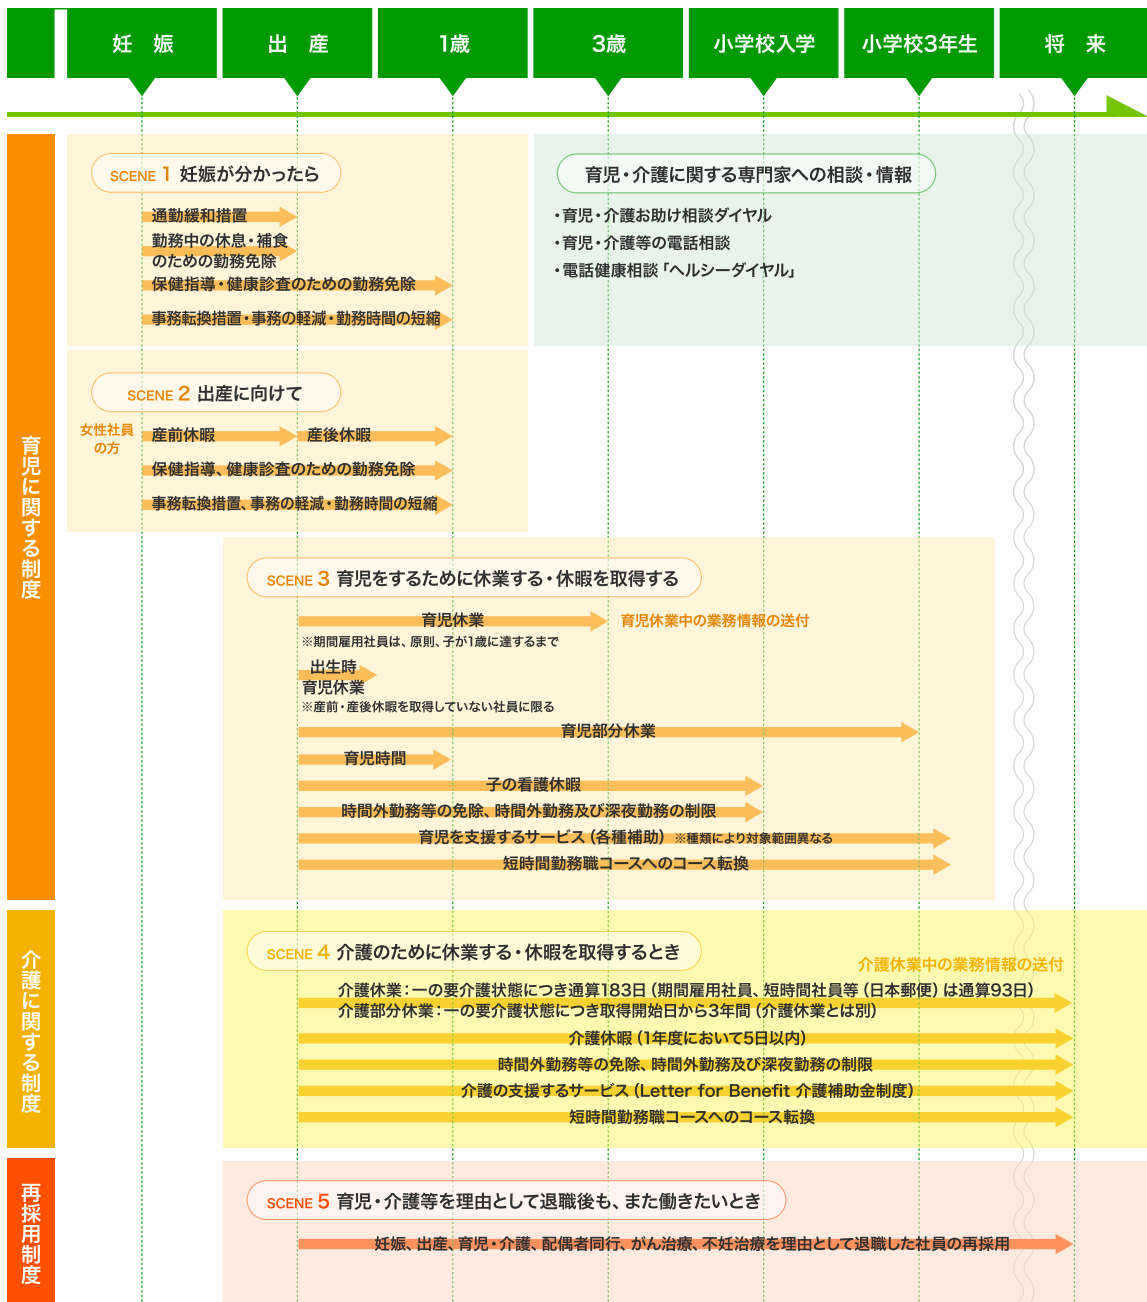 妊　娠
出　産
1歳
3歳
小学校入学
小学校3年生
将　来
育児に関する制度
SCENE 1 妊娠が分かったら
通勤緩和措置
勤務中の休息・補食
のための勤務免除
保健指導・健康診査のための勤務免除
事務転換措置・事務の軽減・勤務時間の短縮
育児・介護に関する専門家への相談・情報
・育児・介護お助け相談ダイヤル
・育児・介護等の電話相談
・電話健康相談「ヘルシーダイヤル」
SCENE 2 出産に向けて
女性社員
の方
産前休暇
産後休暇
保健指導、健康診査のための勤務免除
事務転換措置、事務の軽減・勤務時間の短縮
SCENE 3 育児をするために休業する・休暇を取得する
育児休業
育児休業中の業務情報の送付
※期間雇用社員は、原則、子が1歳に達するまで
出生時
育児休業
※産前・産後休暇を取得していない社員に限る
育児部分休業
育児時間
子の看護休暇
時間外勤務等の免除、時間外勤務及び深夜勤務の制限
育児を支援するサービス（各種補助）※種類により対象範囲異なる
短時間勤務職コースへのコース転換
介護に関する制度
SCENE 4 介護のために休業する・休暇を取得するとき
介護休業中の業務情報の送付
介護休業：一の要介護状態につき通算183日（期間雇用社員、短時間社員等（日本郵便）は通算93日）
介護部分休業：一の要介護状態につき取得開始日から3年間（介護休業とは別）
介護休暇（1年度において5日以内）
時間外勤務等の免除、時間外勤務及び深夜勤務の制限
介護の支援するサービス（Letter for Benefit 介護補助金制度）
短時間勤務職コースへのコース転換
再採用制度
SCENE 5 育児・介護等を理由として退職後も、また働きたいとき
妊娠、出産、育児・介護、配偶者同行、がん治療、不妊治療を理由として退職した社員の再採用